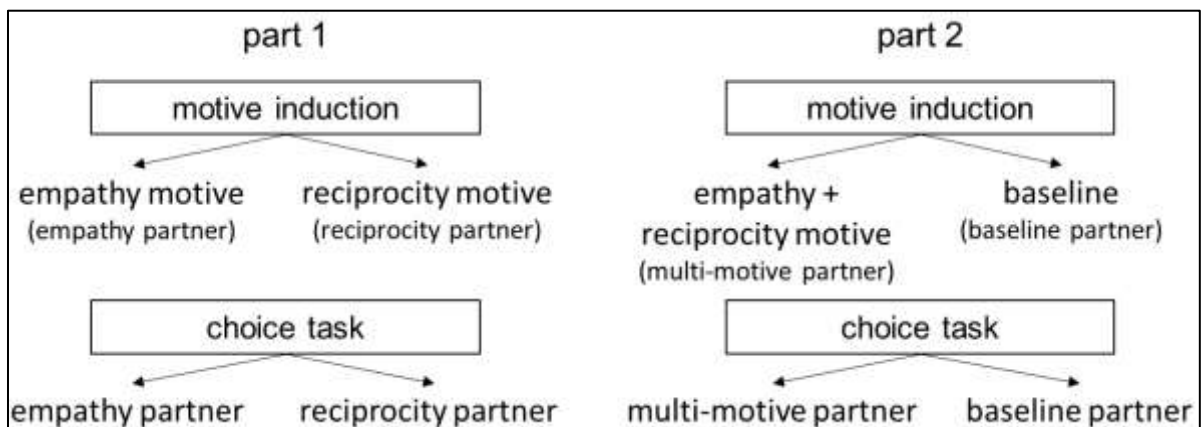 part 1
motive induction
empathy motive
(empathy partner)
reciprocity motive
(reciprocity partner)
choice task
empathy partner
reciprocity partner
part 2
motive induction
empathy +
reciprocity motive
(multi-motive partner)
baseline
(baseline partner)
choice task
multi-motive partner
baseline partner